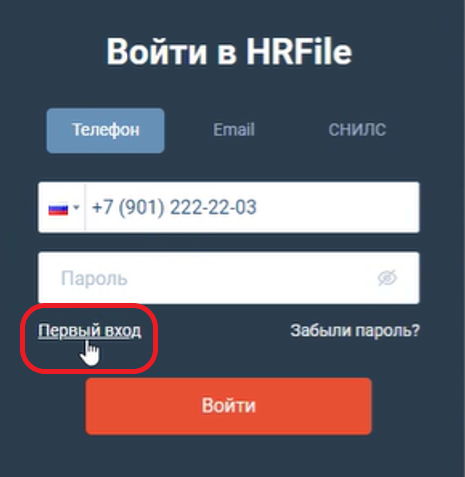 Войти в HRFile
Телефон Email СНИЛС
+7 (901) 222-22-03
Пароль
Первый вход Забыли пароль?
Войти